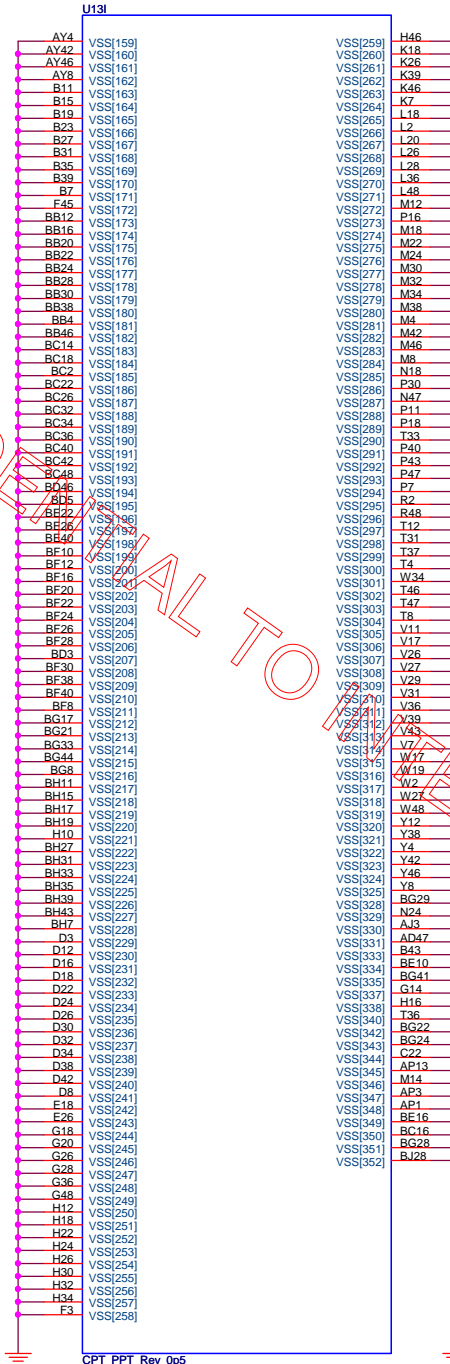 U13I
AY4 VSS[159]
AY42 VSS[160]
AY46 VSS[161]
AY8 VSS[162]
B11 VSS[163]
B15 VSS[164]
B19 VSS[165]
B23 VSS[166]
B27 VSS[167]
B31 VSS[168]
B35 VSS[169]
B39 VSS[170]
B7 VSS[171]
F45 VSS[172]
BB12 VSS[173]
BB16 VSS[174]
BB20 VSS[175]
BB22 VSS[176]
BB24 VSS[177]
BB28 VSS[178]
BB30 VSS[179]
BB38 VSS[180]
BB4 VSS[181]
BB46 VSS[182]
BC14 VSS[183]
BC18 VSS[184]
BC2 VSS[185]
BC22 VSS[186]
BC26 VSS[187]
BC32 VSS[188]
BC34 VSS[189]
BC36 VSS[190]
BC40 VSS[191]
BC42 VSS[192]
BC48 VSS[193]
BD46 VSS[194]
BD5 VSS[195]
BE22 VSS[196]
BE26 VSS[197]
BE40 VSS[198]
BF10 VSS[199]
BF12 VSS[200]
BF16 VSS[201]
BF20 VSS[202]
BF22 VSS[203]
BF24 VSS[204]
BF26 VSS[205]
BF28 VSS[206]
BD3 VSS[207]
BF30 VSS[208]
BF38 VSS[209]
BF40 VSS[210]
BF8 VSS[211]
BG17 VSS[212]
BG21 VSS[213]
BG33 VSS[214]
BG44 VSS[215]
BG8 VSS[216]
BH11 VSS[217]
BH15 VSS[218]
BH17 VSS[219]
BH19 VSS[220]
H10 VSS[221]
BH27 VSS[222]
BH31 VSS[223]
BH33 VSS[224]
BH35 VSS[225]
BH39 VSS[226]
BH43 VSS[227]
BH7 VSS[228]
D3 VSS[229]
D12 VSS[230]
D16 VSS[231]
D18 VSS[232]
D22 VSS[233]
D24 VSS[234]
D26 VSS[235]
D30 VSS[236]
D32 VSS[237]
D34 VSS[238]
D38 VSS[239]
D42 VSS[240]
D8 VSS[241]
E18 VSS[242]
E26 VSS[243]
G18 VSS[244]
G20 VSS[245]
G26 VSS[246]
G28 VSS[247]
G36 VSS[248]
G48 VSS[249]
H12 VSS[250]
H18 VSS[251]
H22 VSS[252]
H24 VSS[253]
H26 VSS[254]
H30 VSS[255]
H32 VSS[256]
H34 VSS[257]
F3 VSS[258]
VSS[259] H46
VSS[260] K18
VSS[261] K26
VSS[262] K39
VSS[263] K46
VSS[264] K7
VSS[265] L18
VSS[266] L2
VSS[267] L20
VSS[268] L26
VSS[269] L28
VSS[270] L36
VSS[271] L48
VSS[272] M12
VSS[273] P16
VSS[274] M18
VSS[275] M22
VSS[276] M24
VSS[277] M30
VSS[278] M32
VSS[279] M34
VSS[280] M38
VSS[281] M4
VSS[282] M42
VSS[283] M46
VSS[284] M8
VSS[285] N18
VSS[286] P30
VSS[287] N47
VSS[288] P11
VSS[289] P18
VSS[290] T33
VSS[291] P40
VSS[292] P43
VSS[293] P47
VSS[294] P7
VSS[295] R2
VSS[296] R48
VSS[297] T12
VSS[298] T31
VSS[299] T37
VSS[300] T4
VSS[301] W34
VSS[302] T46
VSS[303] T47
VSS[304] T8
VSS[305] V11
VSS[306] V17
VSS[307] V26
VSS[308] V27
VSS[309] V29
VSS[310] V31
VSS[311] V36
VSS[312] V39
VSS[313] V43
VSS[314] V7
VSS[315] W17
VSS[316] W19
VSS[317] W2
VSS[318] W27
VSS[319] W48
VSS[320] Y12
VSS[321] Y38
VSS[322] Y4
VSS[323] Y42
VSS[324] Y46
VSS[325] Y8
VSS[328] BG29
VSS[329] N24
VSS[330] AJ3
VSS[331] AD47
VSS[333] B43
VSS[334] BE10
VSS[335] BG41
VSS[337] G14
VSS[338] H16
VSS[340] T36
VSS[342] BG22
VSS[343] BG24
VSS[344] C22
VSS[345] AP13
VSS[346] M14
VSS[347] AP3
VSS[348] AP1
VSS[349] BE16
VSS[350] BC16
VSS[351] BG28
VSS[352] BJ28
CPT_PPT_Rev_0p5
TO